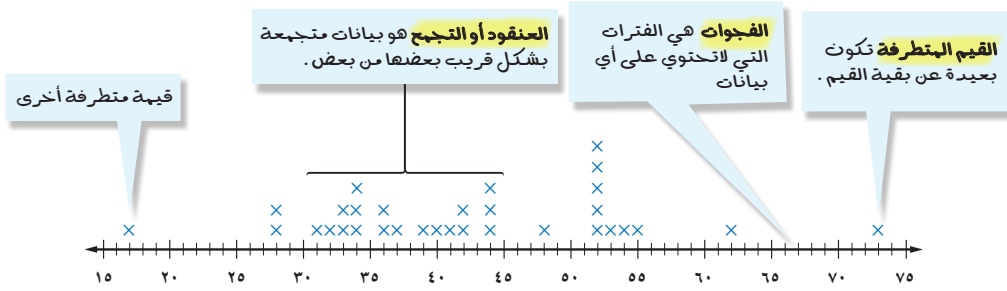 القيم المتطرفة تكون
بعيدة عن بقية القيم .
الفجوات هي الفترات
التي لاتحتوي على أي
بيانات
العنقود أو التجمع هو بيانات متجمعة
بشكل قريب بعضها من بعض .
قيمة متطرفة أخرى
١٥ ٢٠ ٢٥ ٣٠ ٣٥ ٤٠ ٤٥ ٥٠ ٥٥ ٦٠ ٦٥ ٧٠ ٧٥